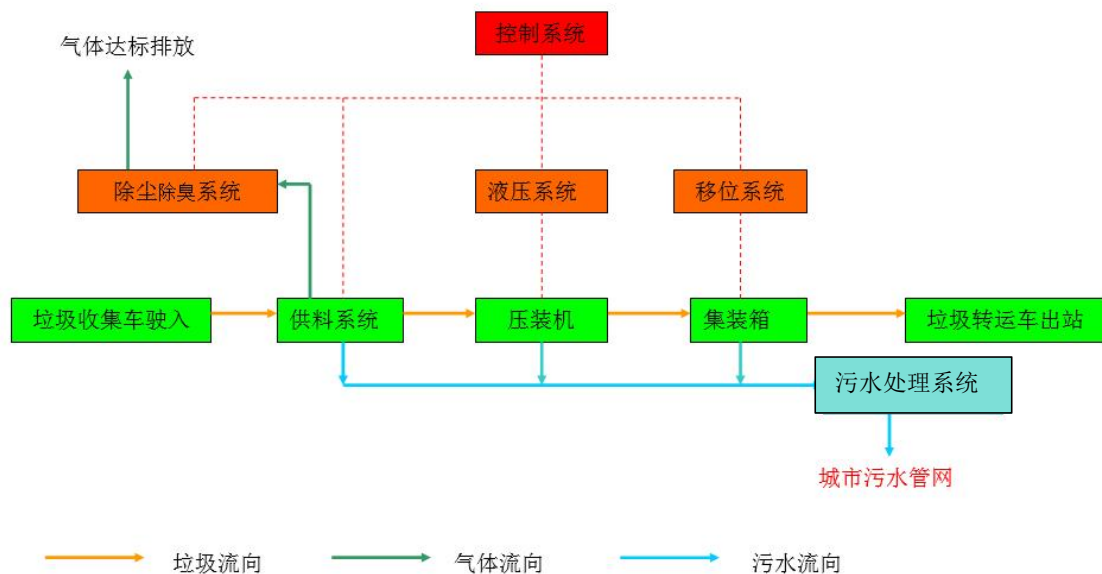 控制系统
气体达标排放
除尘除臭系统
液压系统
移位系统
垃圾收集车驶入
供料系统
压装机
集装箱
垃圾转运车出站
污水处理系统
城市污水管网
垃圾流向
气体流向
污水流向